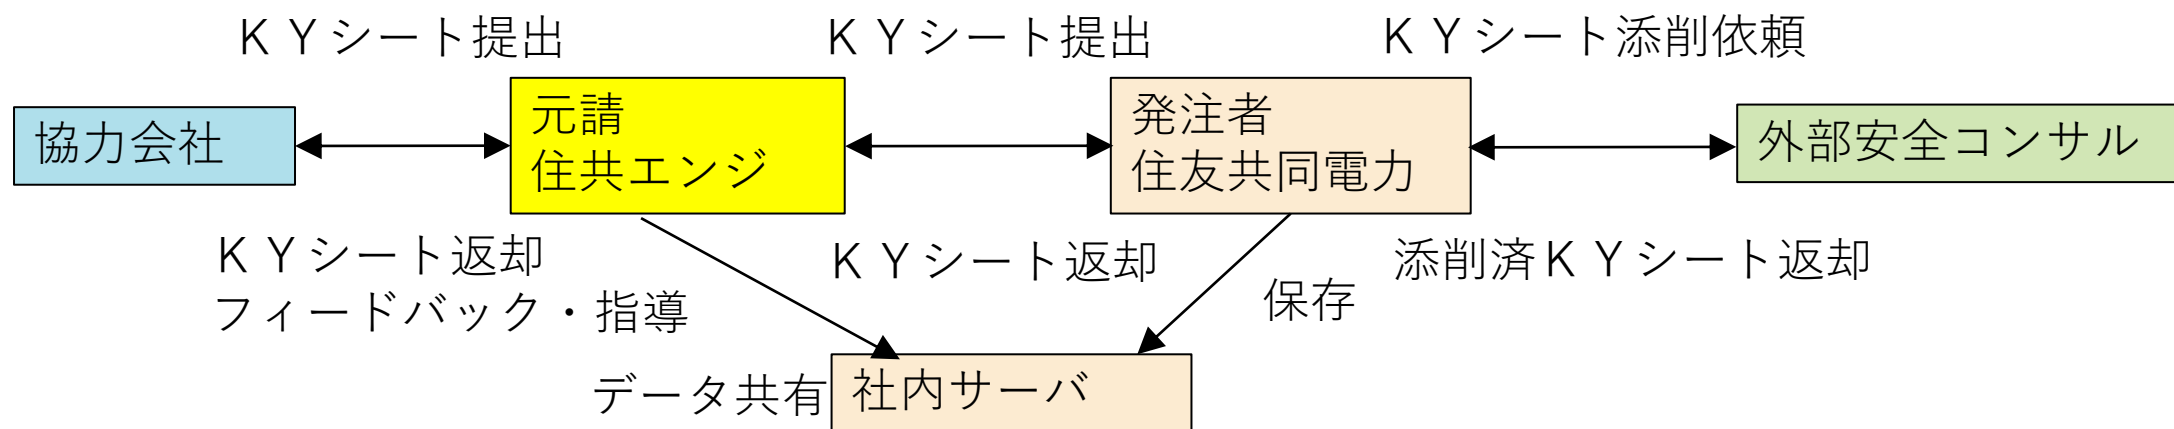 ＫＹシート提出
ＫＹシート提出
ＫＹシート添削依頼
協力会社
元請
住共エンジ
発注者
住友共同電力
外部安全コンサル
ＫＹシート返却
フィードバック・指導
ＫＹシート返却
保存
添削済ＫＹシート返却
データ共有
社内サーバ